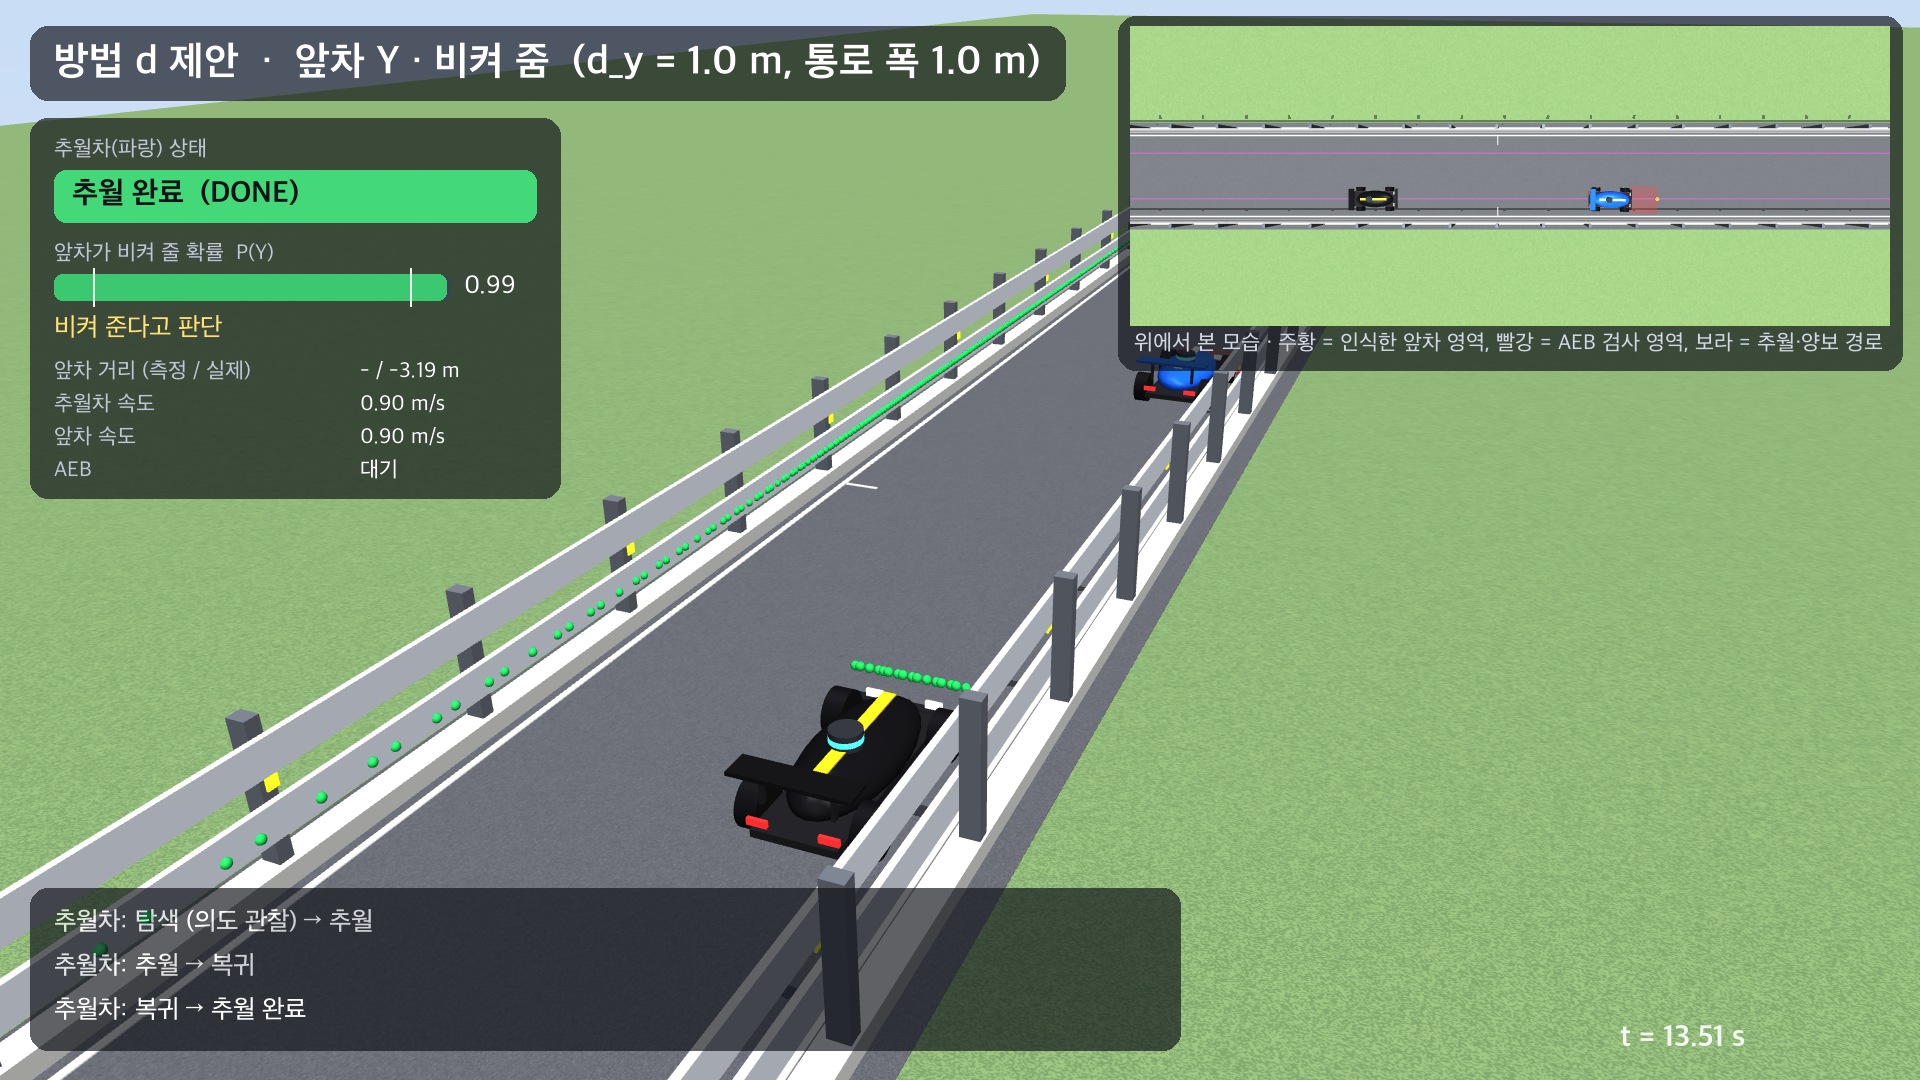 방법 d 제안 · 앞차 Y · 비켜 줌 (d_y = 1.0 m, 통로 폭 1.0 m)
추월차(파랑) 상태
추월 완료 (DONE)
앞차가 비켜 줄 확률 P(Y)
0.99
비켜 준다고 판단
앞차 거리 (측정 / 실제) - / -3.19 m
추월차 속도 0.90 m/s
앞차 속도 0.90 m/s
AEB 대기
위에서 본 모습 · 주황 = 인식한 앞차 영역, 빨강 = AEB 검사 영역, 보라 = 추월·양보 경로
추월차: 탐색 (의도 관찰) → 추월
추월차: 추월 → 복귀
추월차: 복귀 → 추월 완료
t = 13.51 s